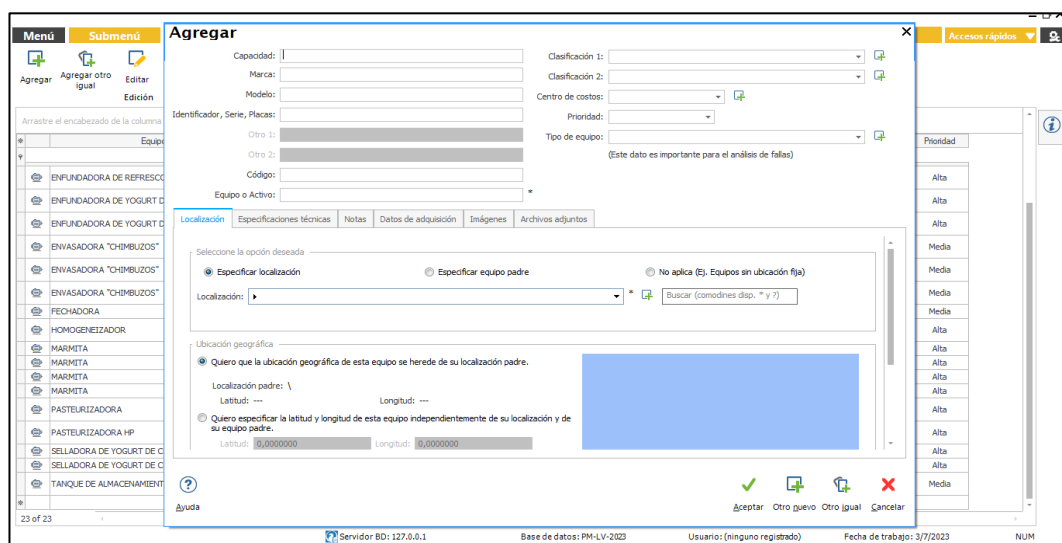 Menú Submenú Accesos rápidos
Agregar Agregar otro igual Editar
Edición
Arrastre el encabezado de la columna
Equipo Prioridad
ENFUNDADORA DE REFRESCO Alta
ENFUNDADORA DE YOGURT D Alta
ENFUNDADORA DE YOGURT D Alta
ENVASADORA "CHIMBUZOS" Media
ENVASADORA "CHIMBUZOS" Media
ENVASADORA "CHIMBUZOS" Media
FECHADORA Media
HOMOGENEIZADOR Alta
MARMITA Alta
MARMITA Alta
MARMITA Alta
MARMITA Alta
PASTEURIZADORA Alta
PASTEURIZADORA HP Alta
SELLADORA DE YOGURT DE C Alta
SELLADORA DE YOGURT DE C Alta
TANQUE DE ALMACENAMIENT Media
23 of 23
Agregar
Capacidad:
Marca:
Modelo:
Identificador, Serie, Placas:
Otro 1:
Otro 2:
Código:
Equipo o Activo: *
Clasificación 1:
Clasificación 2:
Centro de costos:
Prioridad:
Tipo de equipo:
(Este dato es importante para el análisis de fallas)
Localización Especificaciones técnicas Notas Datos de adquisición Imágenes Archivos adjuntos
Seleccione la opción deseada
Especificar localización Especificar equipo padre No aplica (Ej. Equipos sin ubicación fija)
Localización: * Buscar (comodines disp. * y ?)
Ubicación geográfica
Quiero que la ubicación geográfica de esta equipo se herede de su localización padre.
Localización padre: \
Latitud: --- Longitud: ---
Quiero especificar la latitud y longitud de esta equipo independientemente de su localización y de
su equipo padre.
Latitud: 0,0000000 Longitud: 0,0000000
Ayuda Aceptar Otro nuevo Otro igual Cancelar
Servidor BD: 127.0.0.1 Base de datos: PM-LV-2023 Usuario: (ninguno registrado) Fecha de trabajo: 3/7/2023 NUM